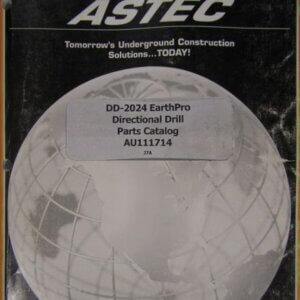 ASTEC
Tomorrow's Underground Construction
Solutions...TODAY!
DD-2024 EarthPro
Directional Drill
Parts Catalog
AU111714